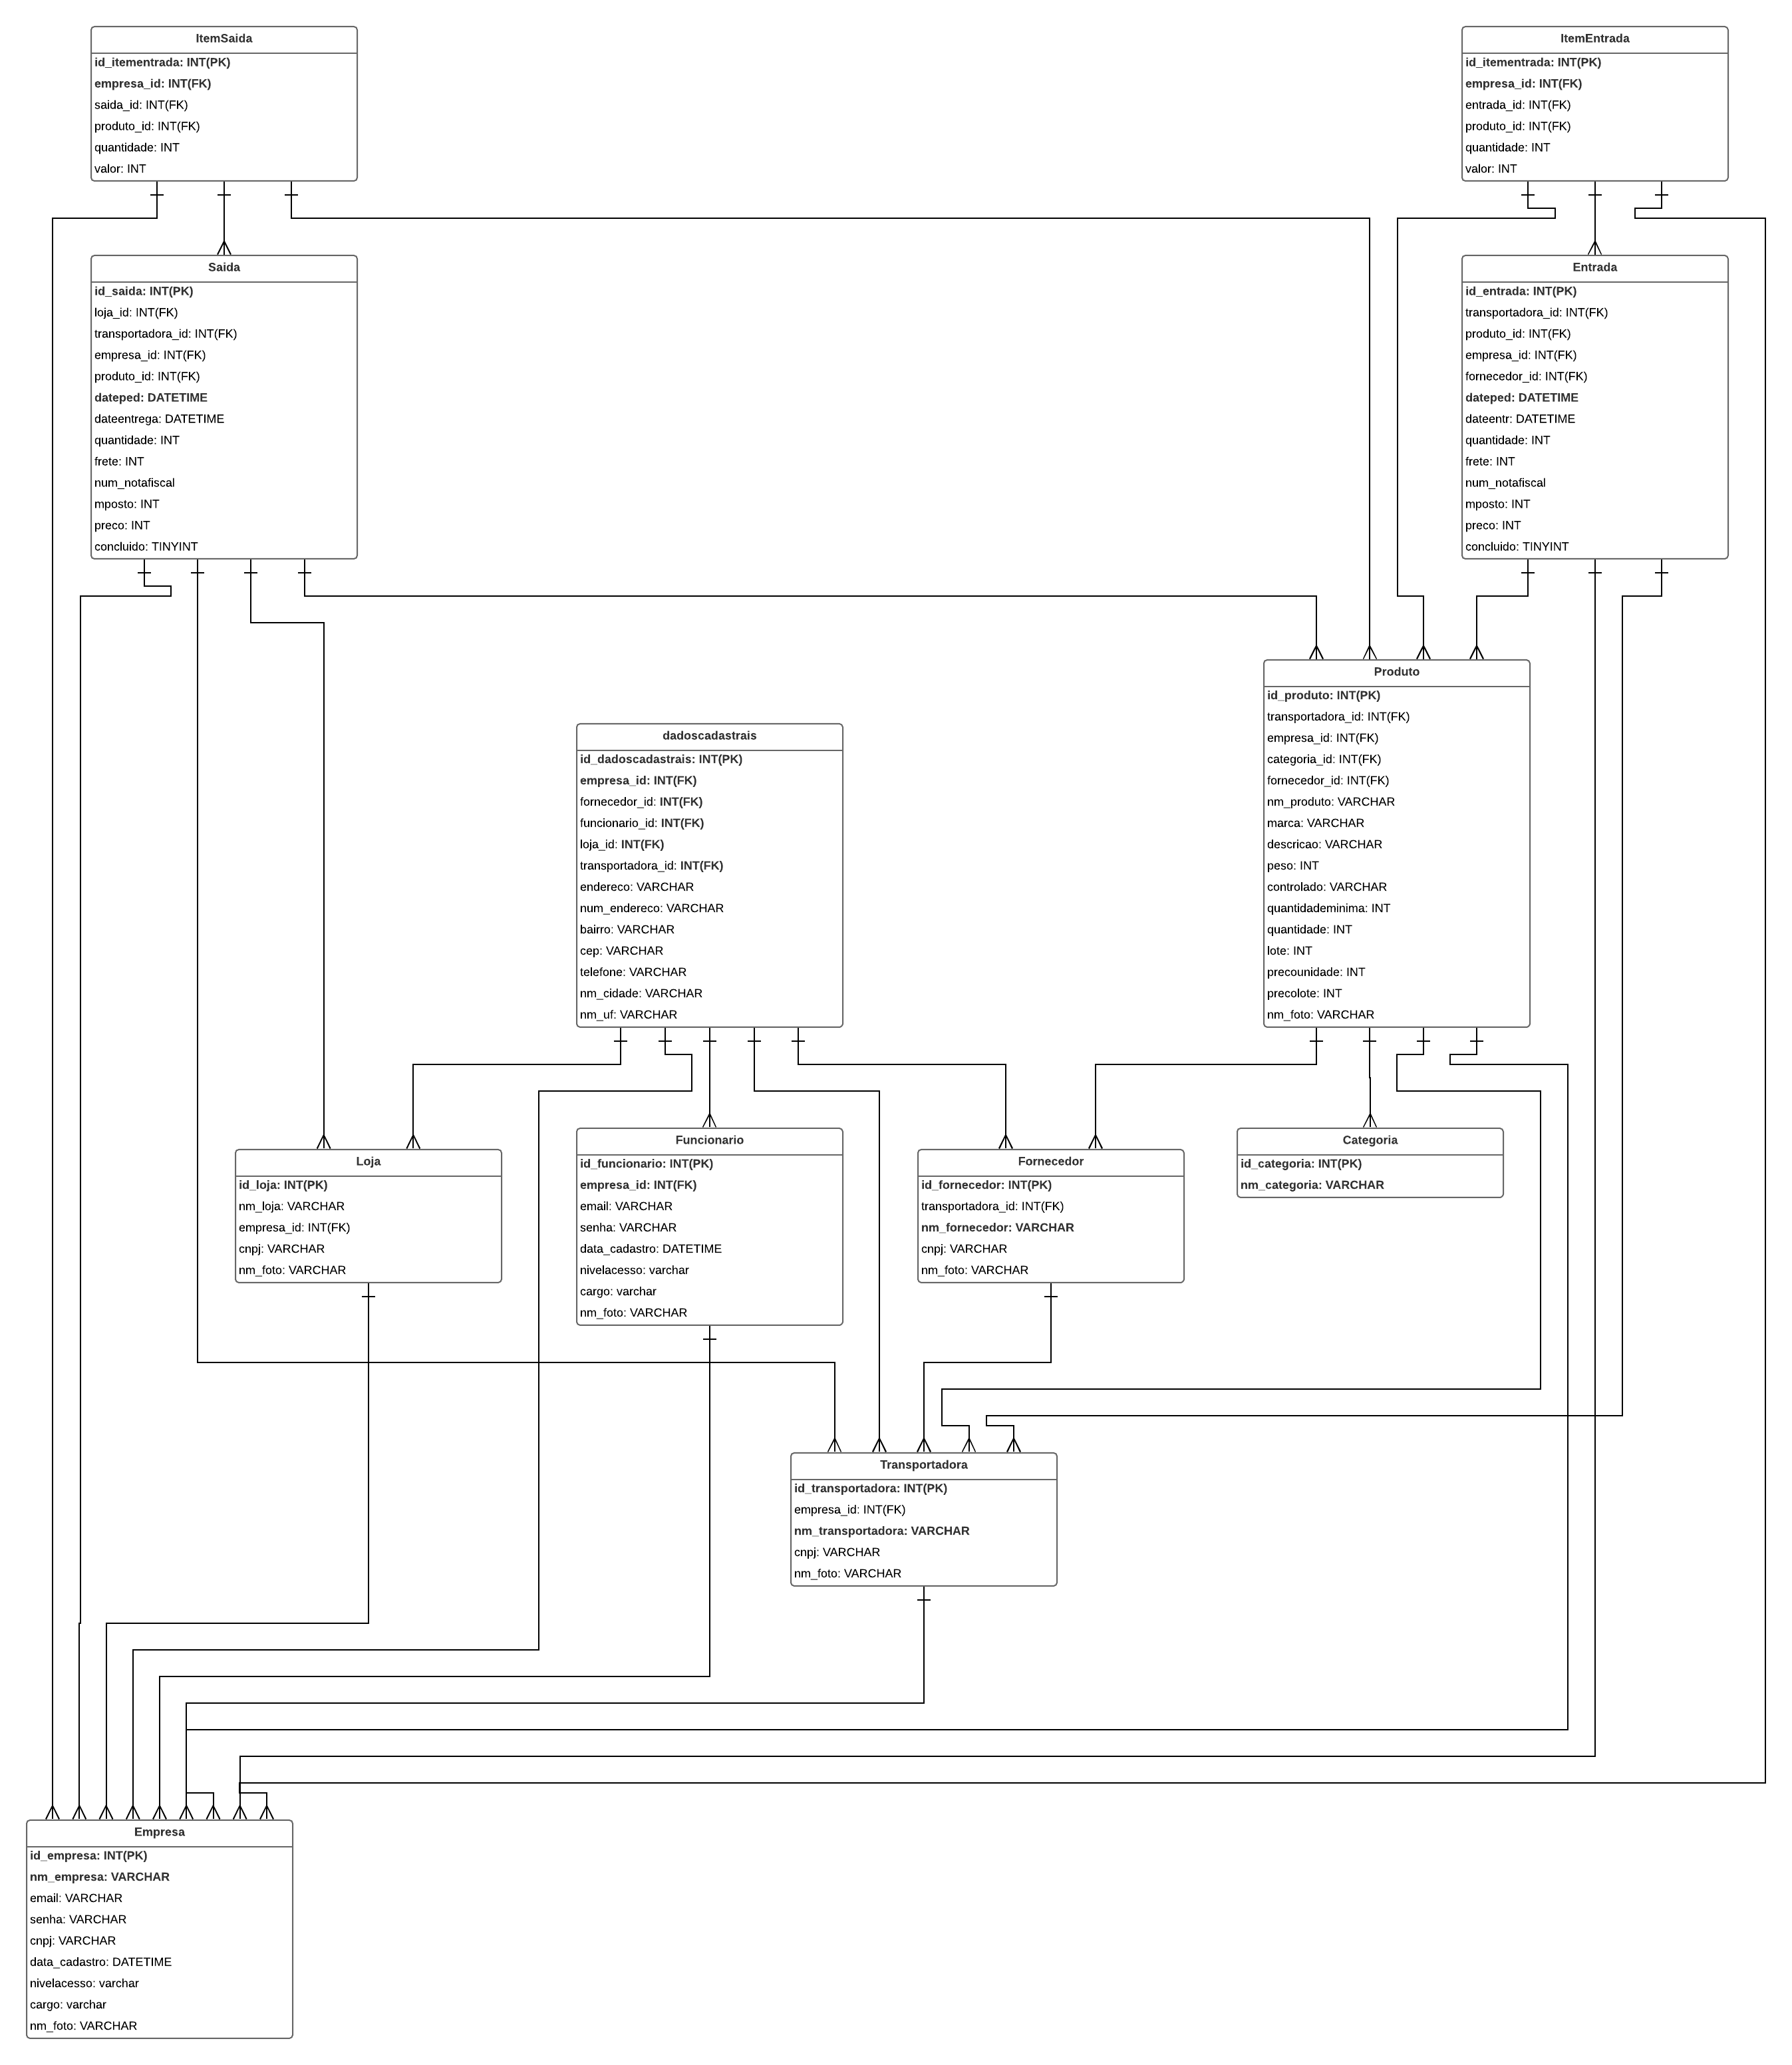 ItemSaida
id_itementrada: INT(PK)
empresa_id: INT(FK)
saida_id: INT(FK)
produto_id: INT(FK)
quantidade: INT
valor: INT
ItemEntrada
id_itementrada: INT(PK)
empresa_id: INT(FK)
entrada_id: INT(FK)
produto_id: INT(FK)
quantidade: INT
valor: INT
Saida
id_saida: INT(PK)
loja_id: INT(FK)
transportadora_id: INT(FK)
empresa_id: INT(FK)
produto_id: INT(FK)
dateped: DATETIME
dateentrega: DATETIME
quantidade: INT
frete: INT
num_notafiscal
mposto: INT
preco: INT
concluido: TINYINT
Entrada
id_entrada: INT(PK)
transportadora_id: INT(FK)
produto_id: INT(FK)
empresa_id: INT(FK)
fornecedor_id: INT(FK)
dateped: DATETIME
dateentr: DATETIME
quantidade: INT
frete: INT
num_notafiscal
mposto: INT
preco: INT
concluido: TINYINT
Produto
id_produto: INT(PK)
transportadora_id: INT(FK)
empresa_id: INT(FK)
categoria_id: INT(FK)
fornecedor_id: INT(FK)
nm_produto: VARCHAR
marca: VARCHAR
descricao: VARCHAR
peso: INT
controlado: VARCHAR
quantidademinima: INT
quantidade: INT
lote: INT
precounidade: INT
precolote: INT
nm_foto: VARCHAR
dadoscadastrais
id_dadoscadastrais: INT(PK)
empresa_id: INT(FK)
fornecedor_id: INT(FK)
funcionario_id: INT(FK)
loja_id: INT(FK)
transportadora_id: INT(FK)
endereco: VARCHAR
num_endereco: VARCHAR
bairro: VARCHAR
cep: VARCHAR
telefone: VARCHAR
nm_cidade: VARCHAR
nm_uf: VARCHAR
Loja
id_loja: INT(PK)
nm_loja: VARCHAR
empresa_id: INT(FK)
cnpj: VARCHAR
nm_foto: VARCHAR
Funcionario
id_funcionario: INT(PK)
empresa_id: INT(FK)
email: VARCHAR
senha: VARCHAR
data_cadastro: DATETIME
nivelacesso: varchar
cargo: varchar
nm_foto: VARCHAR
Fornecedor
id_fornecedor: INT(PK)
transportadora_id: INT(FK)
nm_fornecedor: VARCHAR
cnpj: VARCHAR
nm_foto: VARCHAR
Categoria
id_categoria: INT(PK)
nm_categoria: VARCHAR
Transportadora
id_transportadora: INT(PK)
empresa_id: INT(FK)
nm_transportadora: VARCHAR
cnpj: VARCHAR
nm_foto: VARCHAR
Empresa
id_empresa: INT(PK)
nm_empresa: VARCHAR
email: VARCHAR
senha: VARCHAR
cnpj: VARCHAR
data_cadastro: DATETIME
nivelacesso: varchar
cargo: varchar
nm_foto: VARCHAR